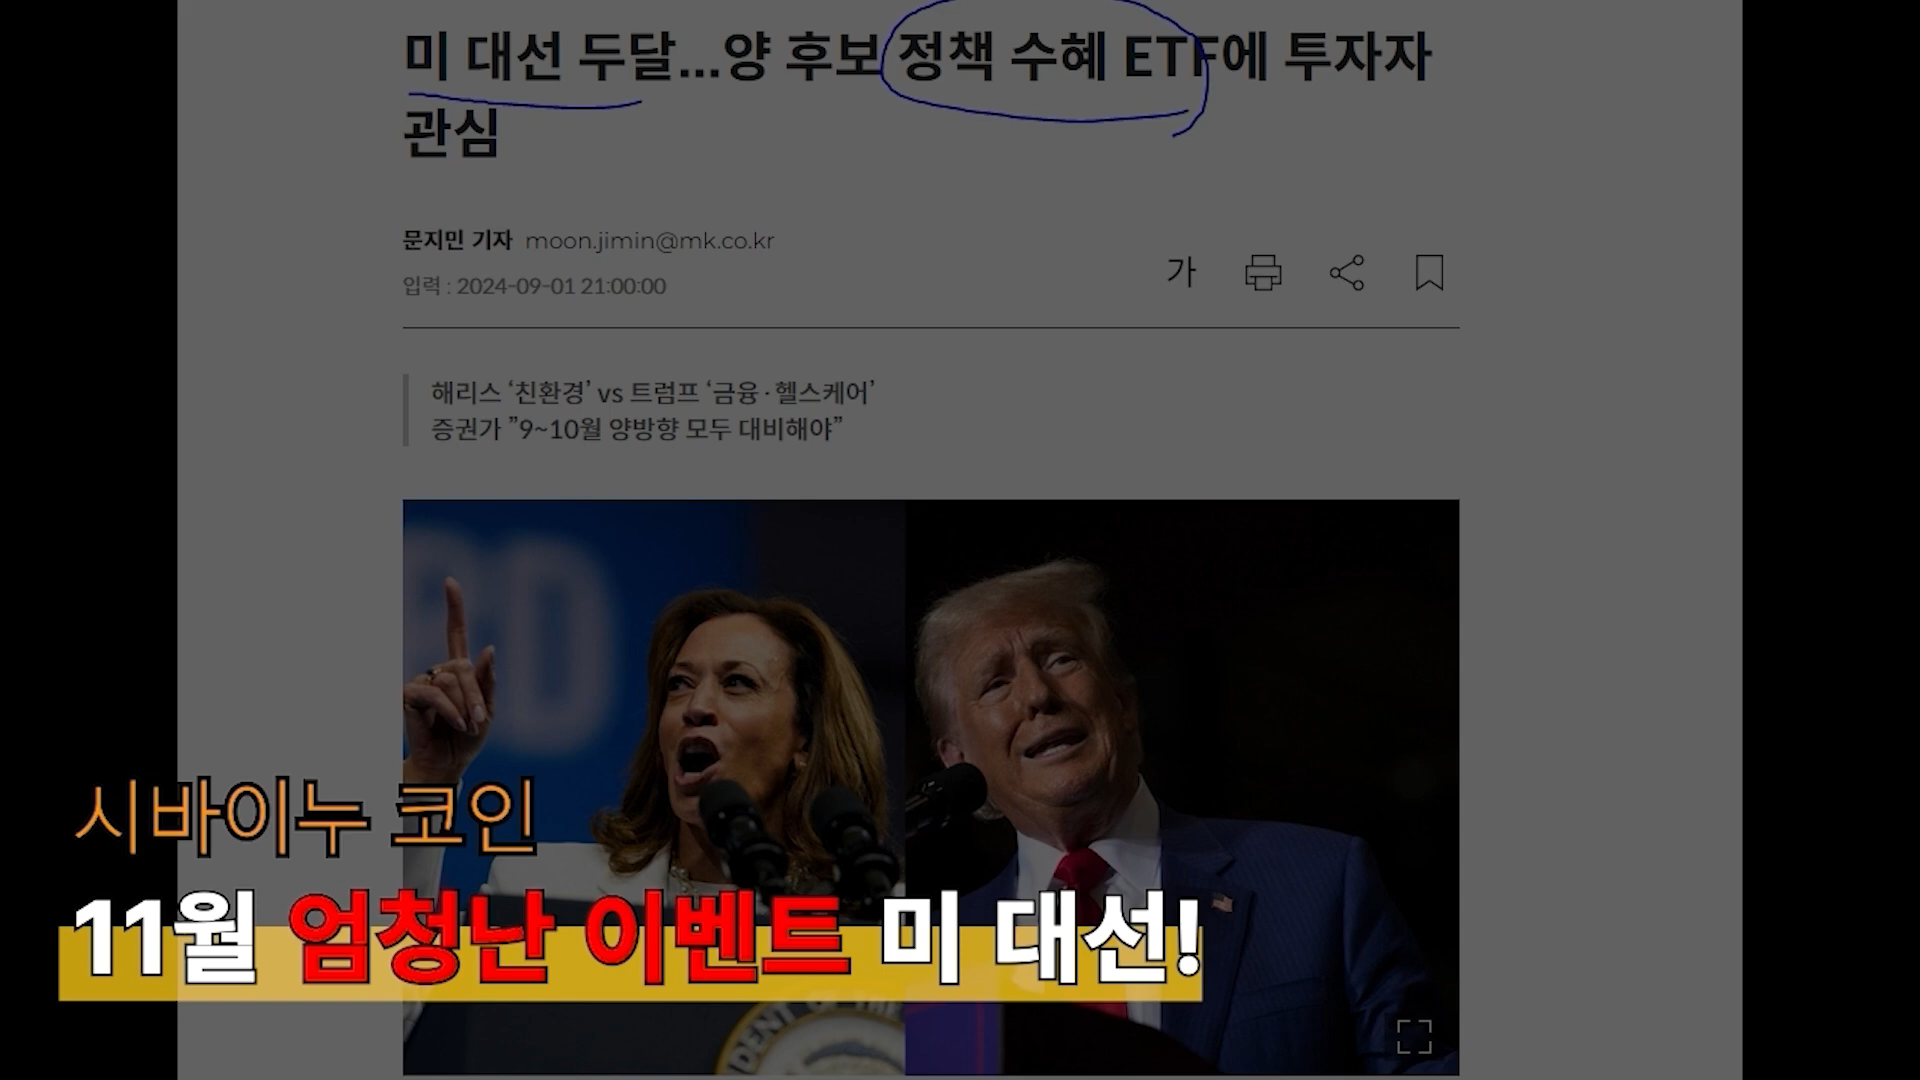 미 대선 두달...양 후보 정책 수혜 ETF에 투자자
관심
문지민 기자 moon.jimin@mk.co.kr
입력 : 2024-09-01 21:00:00
가
해리스 ‘친환경’ vs 트럼프 ‘금융·헬스케어’
증권가 ”9~10월 양방향 모두 대비해야”
시바이누 코인
11월 엄청난 이벤트 미 대선!